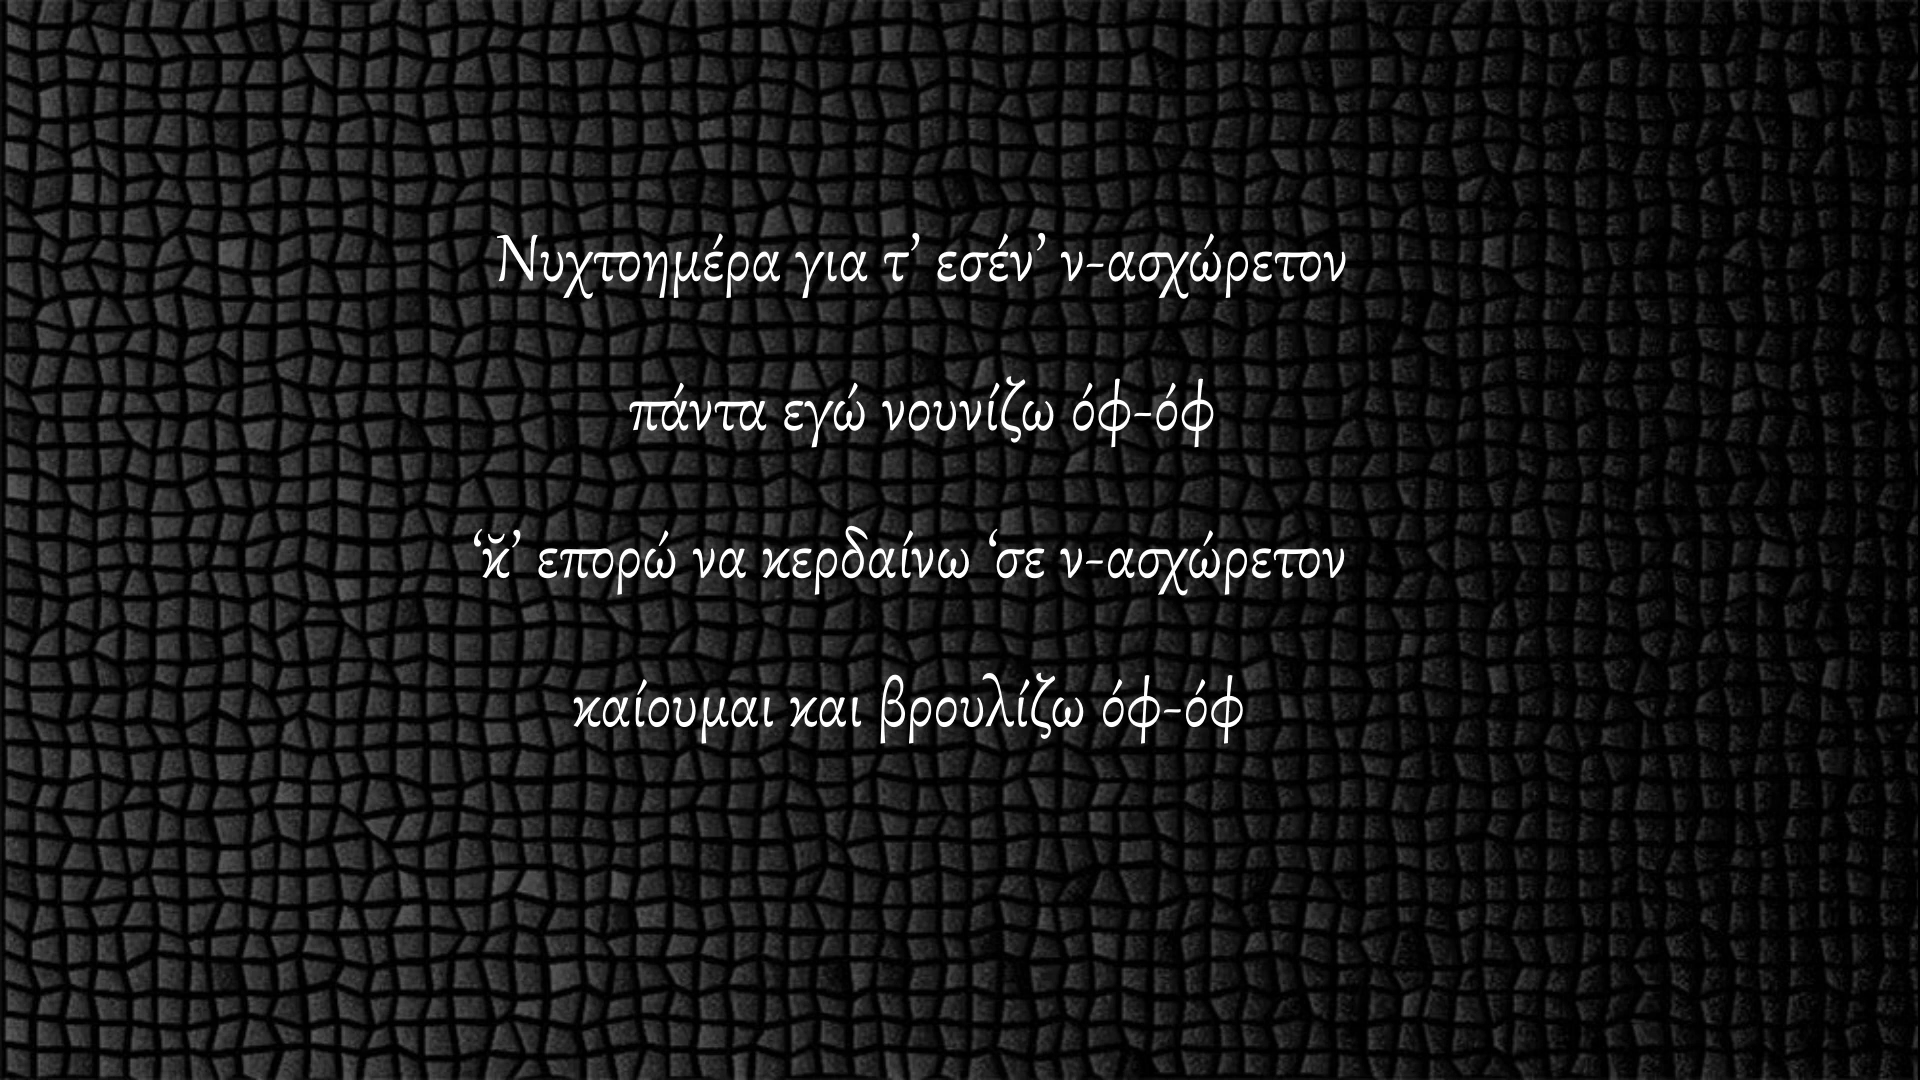 Νυχτοημέρα για τ’ εσέν’ ν-ασχώρετον
πάντα εγώ νουνίζω όφ-όφ
‘κ̆’ επορώ να κερδαίνω ‘σε ν-ασχώρετον
καίουμαι και βρουλίζω όφ-όφ